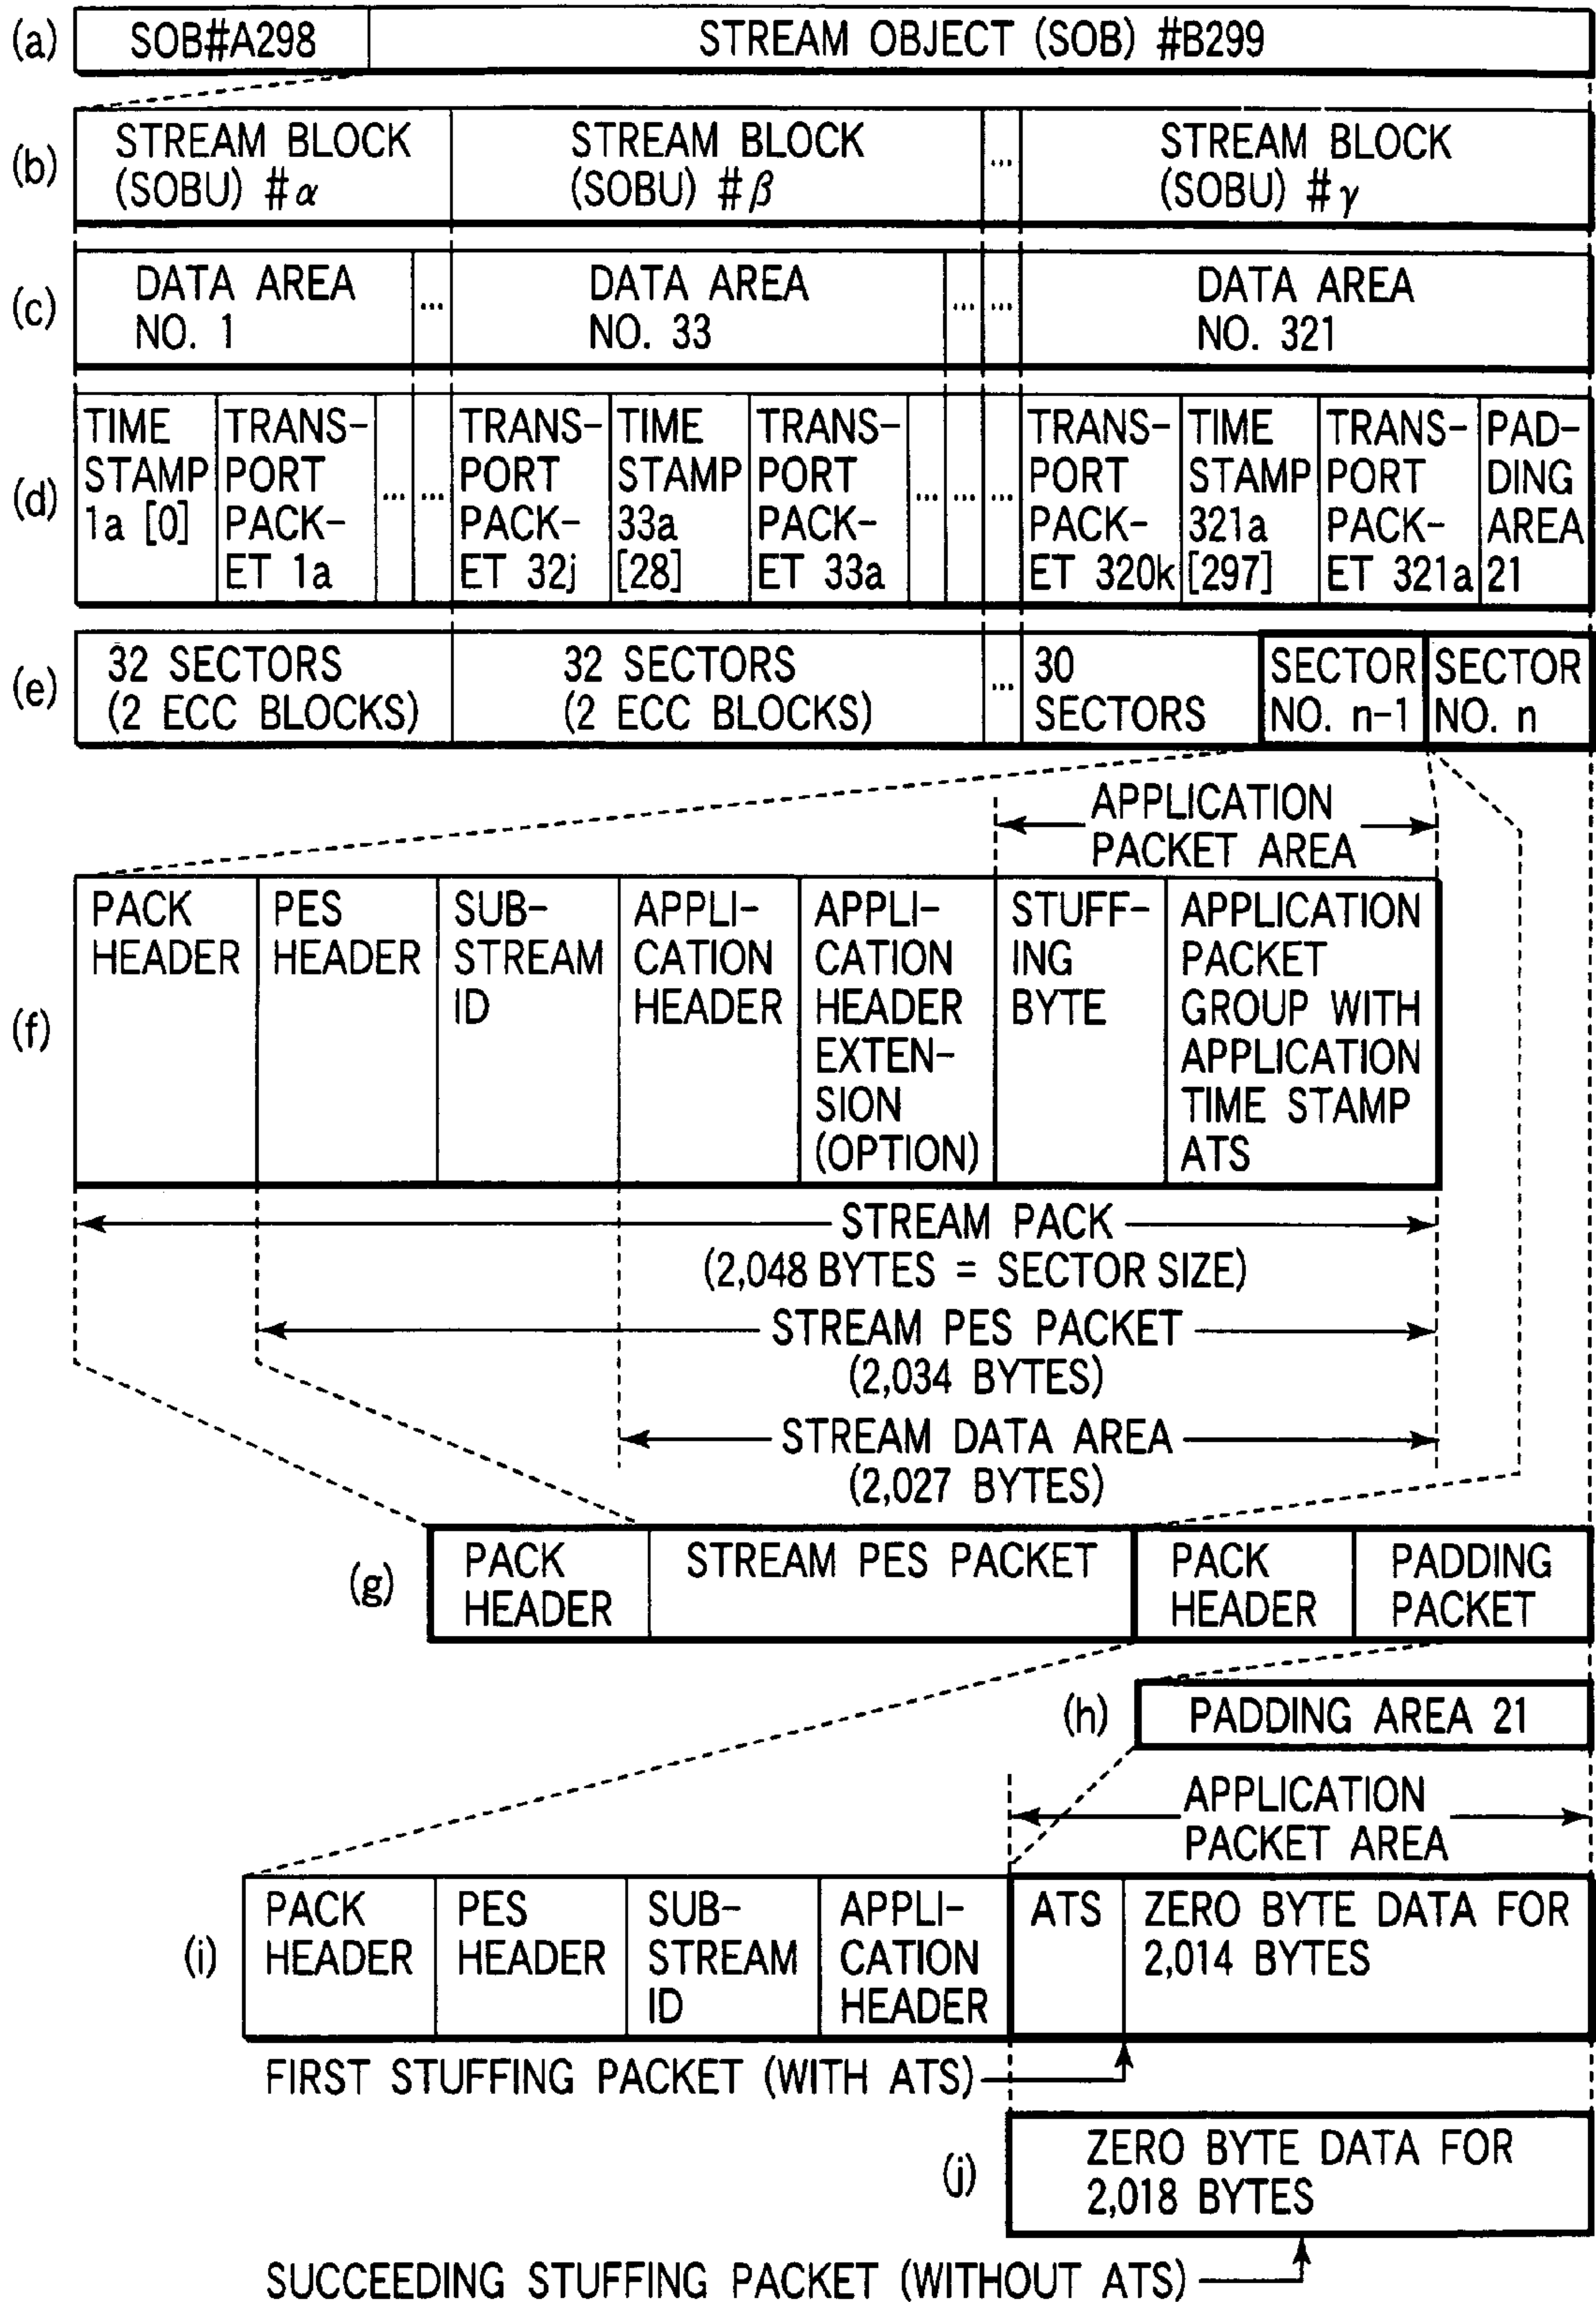 (a)
SOB#A298
STREAM OBJECT (SOB) #B299
(b)
STREAM BLOCK
(SOBU) #α
STREAM BLOCK
(SOBU) #β
...
STREAM BLOCK
(SOBU) #γ
(c)
DATA AREA
NO. 1
...
DATA AREA
NO. 33
...
...
DATA AREA
NO. 321
(d)
TIME
STAMP
1a [0]
TRANS-
PORT
PACK-
ET 1a
...
...
TRANS-
PORT
PACK-
ET 32j
TIME
STAMP
33a
[28]
TRANS-
PORT
PACK-
ET 33a
...
...
...
TRANS-
PORT
PACK-
ET 320k
TIME
STAMP
321a
[297]
TRANS-
PORT
PACK-
ET 321a
PAD-
DING
AREA
21
(e)
32 SECTORS
(2 ECC BLOCKS)
32 SECTORS
(2 ECC BLOCKS)
...
30
SECTORS
SECTOR
NO. n-1
SECTOR
NO. n
APPLICATION
PACKET AREA
(f)
PACK
HEADER
PES
HEADER
SUB-
STREAM
ID
APPLI-
CATION
HEADER
APPLI-
CATION
HEADER
EXTEN-
SION
(OPTION)
STUFF-
ING
BYTE
APPLICATION
PACKET
GROUP WITH
APPLICATION
TIME STAMP
ATS
STREAM PACK
(2,048 BYTES = SECTOR SIZE)
STREAM PES PACKET
(2,034 BYTES)
STREAM DATA AREA
(2,027 BYTES)
(g)
PACK
HEADER
STREAM PES PACKET
PACK
HEADER
PADDING
PACKET
(h)
PADDING AREA 21
APPLICATION
PACKET AREA
(i)
PACK
HEADER
PES
HEADER
SUB-
STREAM
ID
APPLI-
CATION
HEADER
ATS
ZERO BYTE DATA FOR
2,014 BYTES
FIRST STUFFING PACKET (WITH ATS)
(j)
ZERO BYTE DATA FOR
2,018 BYTES
SUCCEEDING STUFFING PACKET (WITHOUT ATS)